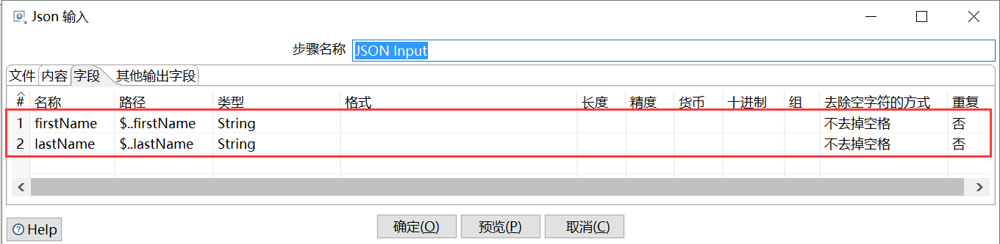 Json 输入
步骤名称 JSON Input
文件 内容 字段 其他输出字段
# 名称 路径 类型 格式 长度 精度 货币 十进制 组 去除空字符的方式 重复
1 firstName $..firstName String 不去掉空格 否
2 lastName $..lastName String 不去掉空格 否
Help 确定(O) 预览(P) 取消(C)